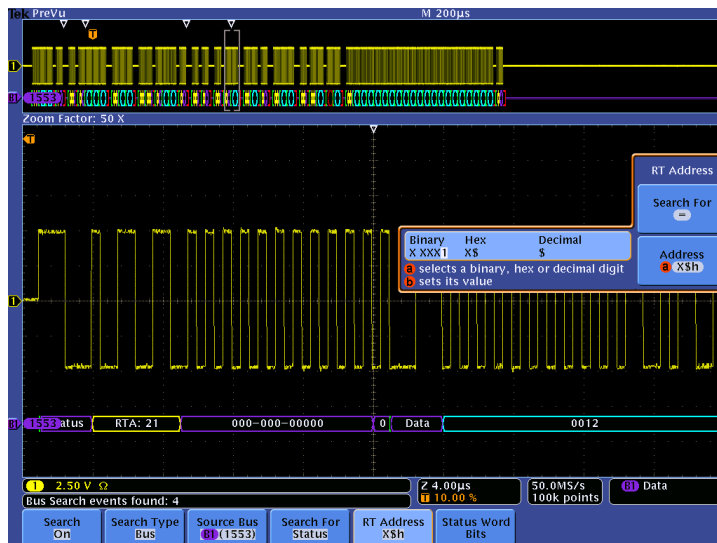 Tek PreVu M 200µs
T
1
B1 1553
Zoom Factor: 50 X
T
RT Address
Search For
=
Address
a X$h
Binary Hex Decimal
X XXX1 X$ $
a selects a binary, hex or decimal digit
b sets its value
1
B1 1553 atus RTA: 21 000-000-00000 0 Data 0012
1 2.50 V Ω
Z 4.00µs
T 10.00 %
50.0MS/s
100k points
B1 Data
Bus Search events found: 4
Search
On
Search Type
Bus
Source Bus
B1 (1553)
Search For
Status
RT Address
X$h
Status Word
Bits